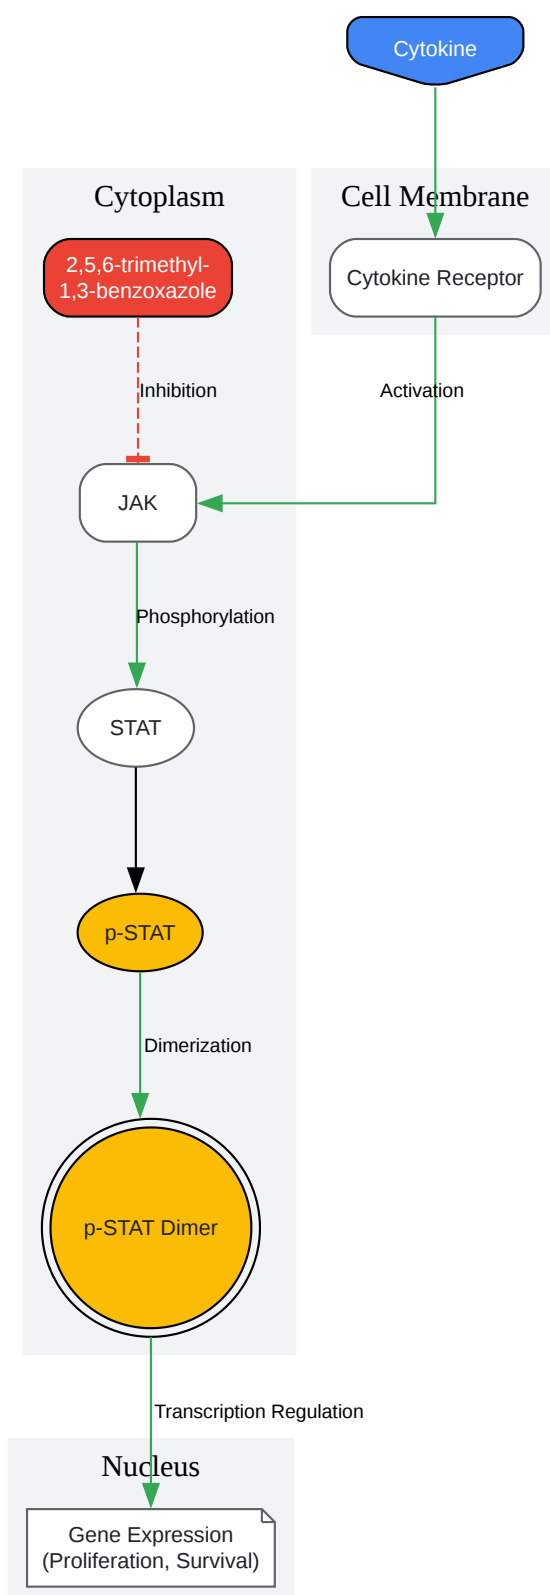 Cytokine
Cytoplasm
Cell Membrane
2,5,6-trimethyl-
1,3-benzoxazole
Cytokine Receptor
Inhibition
Activation
JAK
Phosphorylation
STAT
p-STAT
Dimerization
p-STAT Dimer
Transcription Regulation
Nucleus
Gene Expression
(Proliferation, Survival)